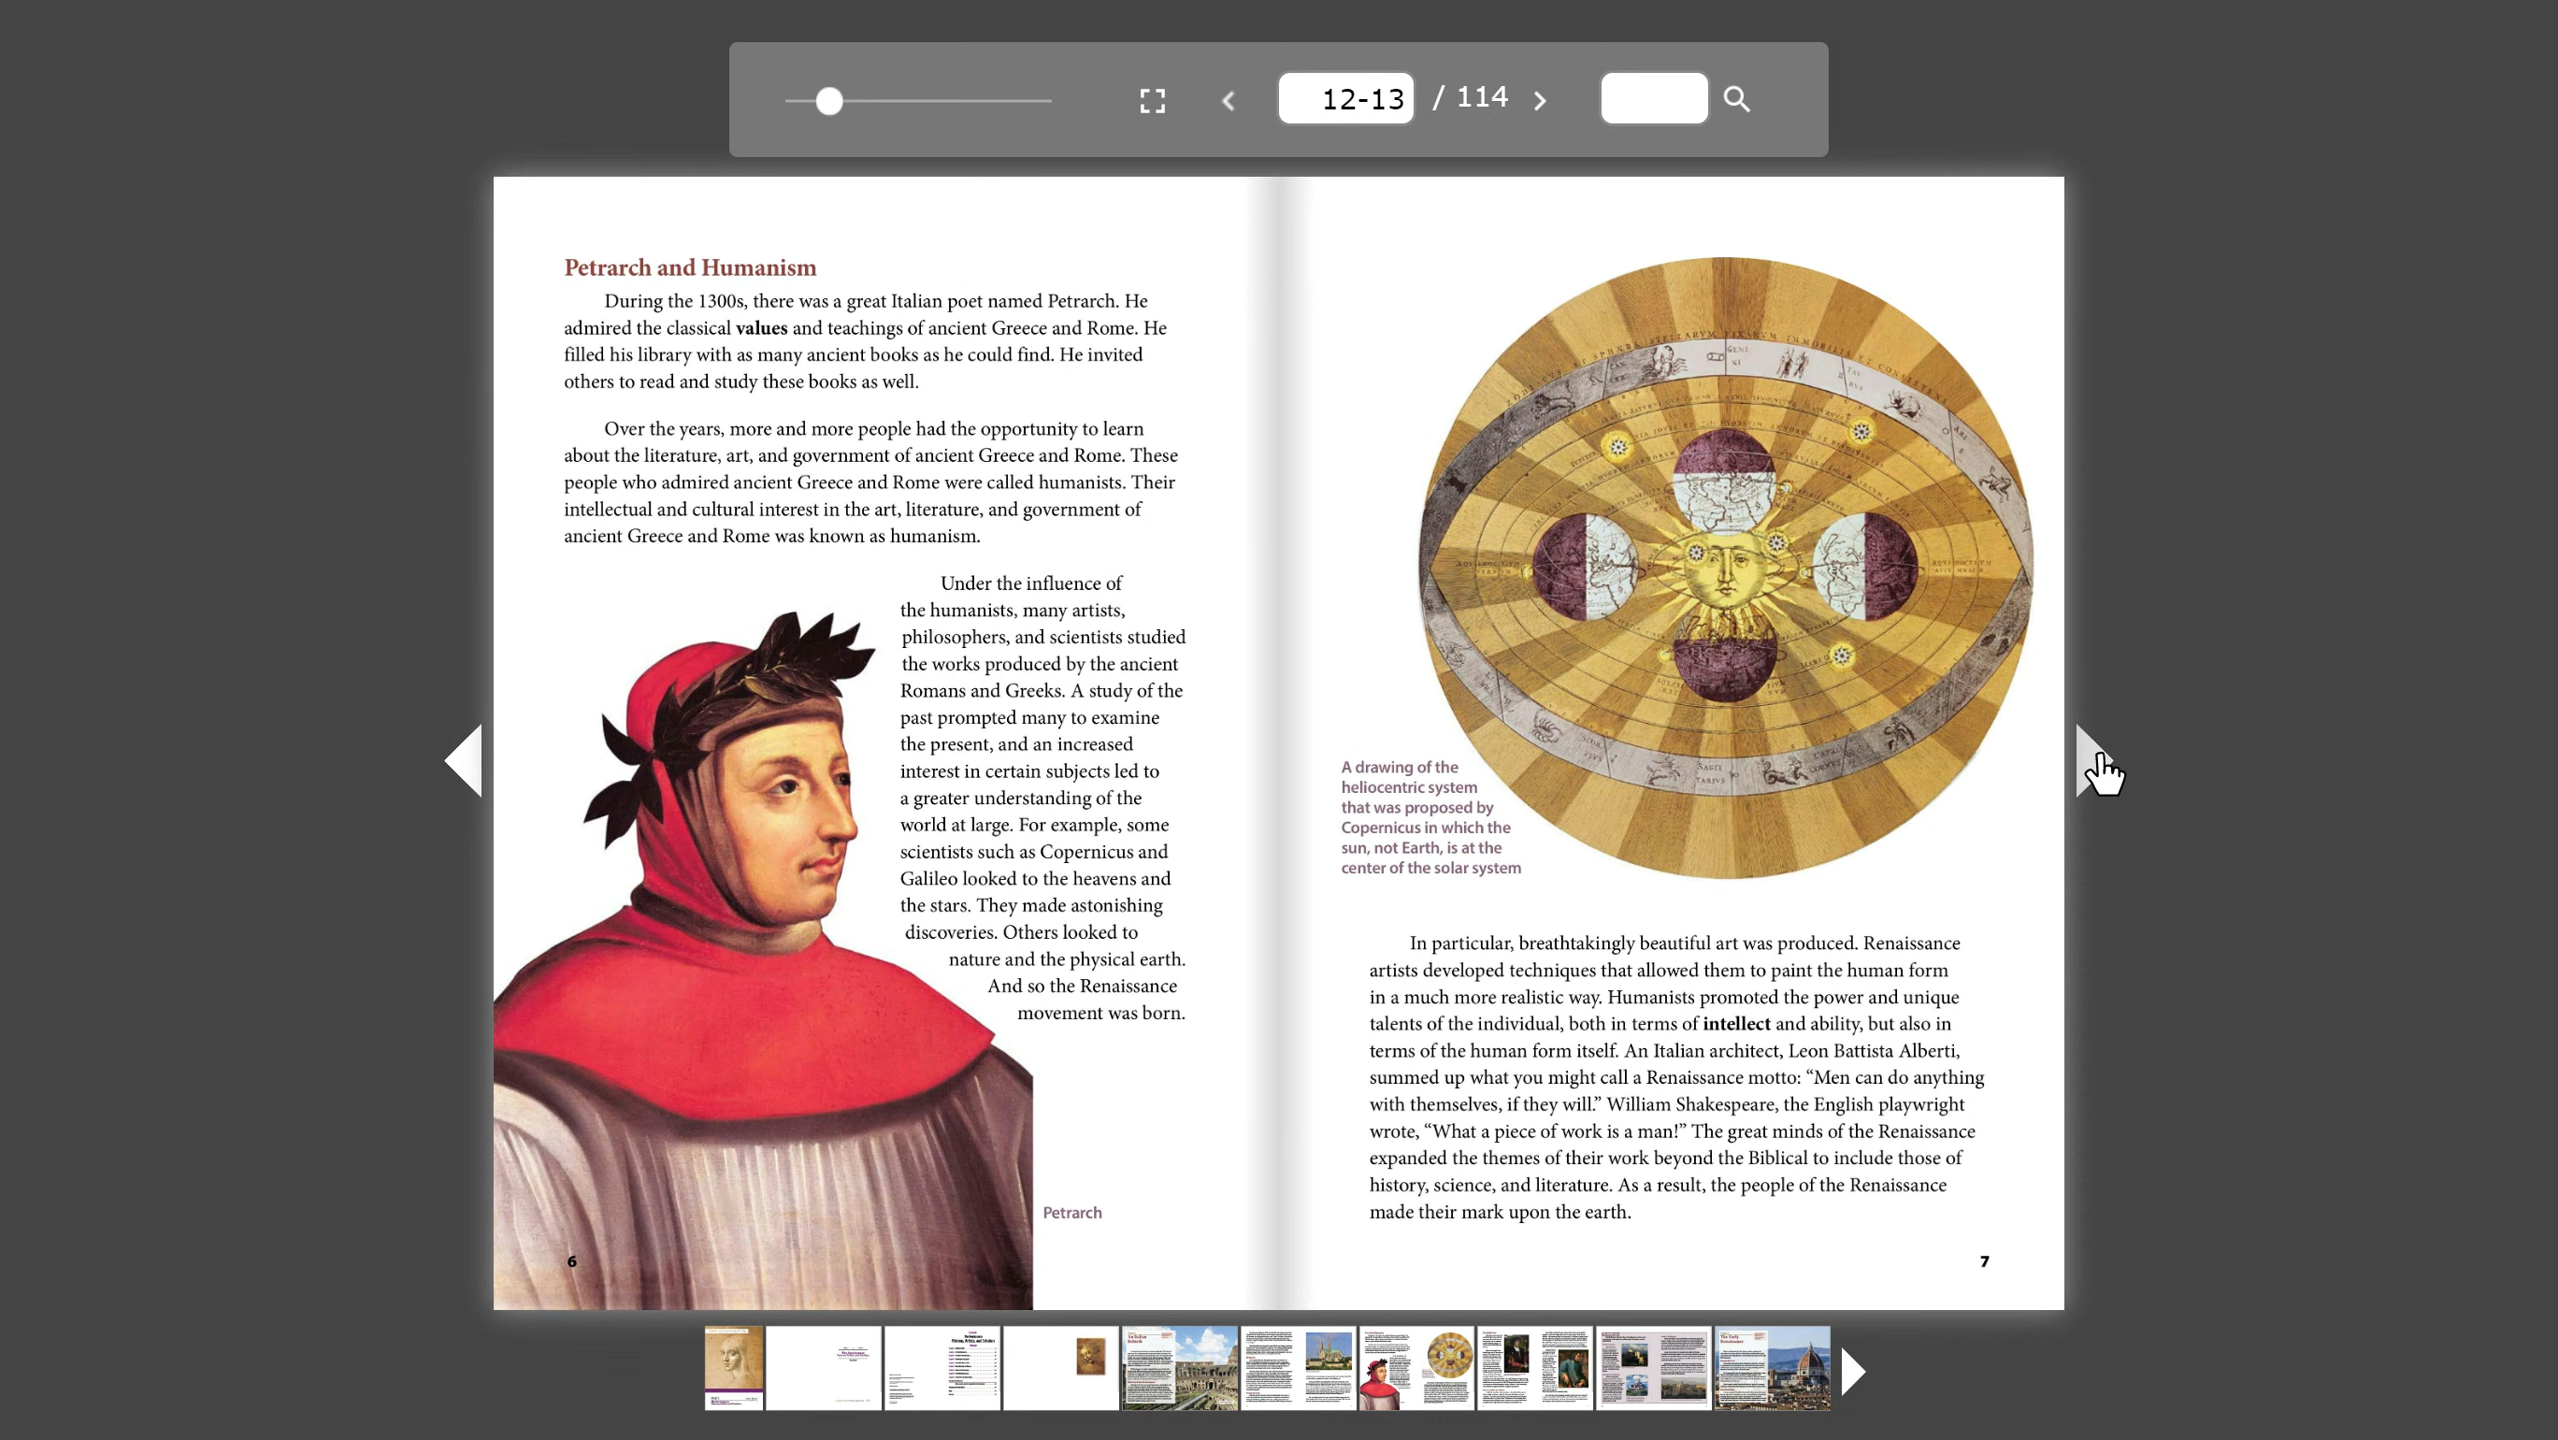 12-13 / 114
Petrarch and Humanism
During the 1300s, there was a great Italian poet named Petrarch. He
admired the classical values and teachings of ancient Greece and Rome. He
filled his library with as many ancient books as he could find. He invited
others to read and study these books as well.
Over the years, more and more people had the opportunity to learn
about the literature, art, and government of ancient Greece and Rome. These
people who admired ancient Greece and Rome were called humanists. Their
intellectual and cultural interest in the art, literature, and government of
ancient Greece and Rome was known as humanism.
Under the influence of
the humanists, many artists,
philosophers, and scientists studied
the works produced by the ancient
Romans and Greeks. A study of the
past prompted many to examine
the present, and an increased
interest in certain subjects led to
a greater understanding of the
world at large. For example, some
scientists such as Copernicus and
Galileo looked to the heavens and
the stars. They made astonishing
discoveries. Others looked to
nature and the physical earth.
And so the Renaissance
movement was born.
Petrarch
6
A drawing of the
heliocentric system
that was proposed by
Copernicus in which the
sun, not Earth, is at the
center of the solar system
In particular, breathtakingly beautiful art was produced. Renaissance
artists developed techniques that allowed them to paint the human form
in a much more realistic way. Humanists promoted the power and unique
talents of the individual, both in terms of intellect and ability, but also in
terms of the human form itself. An Italian architect, Leon Battista Alberti,
summed up what you might call a Renaissance motto: “Men can do anything
with themselves, if they will.” William Shakespeare, the English playwright
wrote, “What a piece of work is a man!” The great minds of the Renaissance
expanded the themes of their work beyond the Biblical to include those of
history, science, and literature. As a result, the people of the Renaissance
made their mark upon the earth.
7